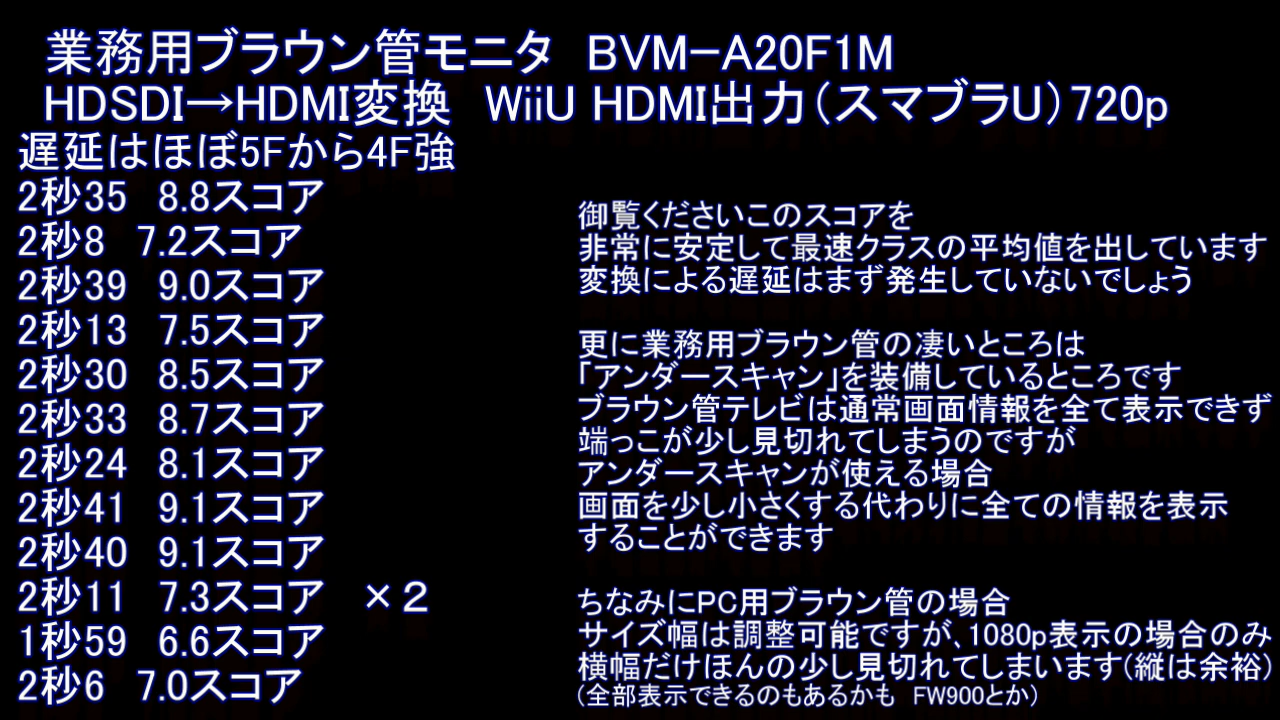 業務用ブラウン管モニタ　BVM－A20F1M
HDSDI→HDMI変換　WiiU HDMI出力（スマブラU）720p
遅延はほぼ5Fから4F強
2秒35　8.8スコア
2秒8　7.2スコア
2秒39　9.0スコア
2秒13　7.5スコア
2秒30　8.5スコア
2秒33　8.7スコア
2秒24　8.1スコア
2秒41　9.1スコア
2秒40　9.1スコア
2秒11　7.3スコア　×２
1秒59　6.6スコア
2秒6　7.0スコア
御覧くださいこのスコアを
非常に安定して最速クラスの平均値を出しています
変換による遅延はまず発生していないでしょう
更に業務用ブラウン管の凄いところは
「アンダースキャン」を装備しているところです
ブラウン管テレビは通常画面情報を全て表示できず
端っこが少し見切れてしまうのですが
アンダースキャンが使える場合
画面を少し小さくする代わりに全ての情報を表示
することができます
ちなみにPC用ブラウン管の場合
サイズ幅は調整可能ですが、1080p表示の場合のみ
横幅だけほんの少し見切れてしまいます(縦は余裕)
(全部表示できるのもあるかも　FW900とか)